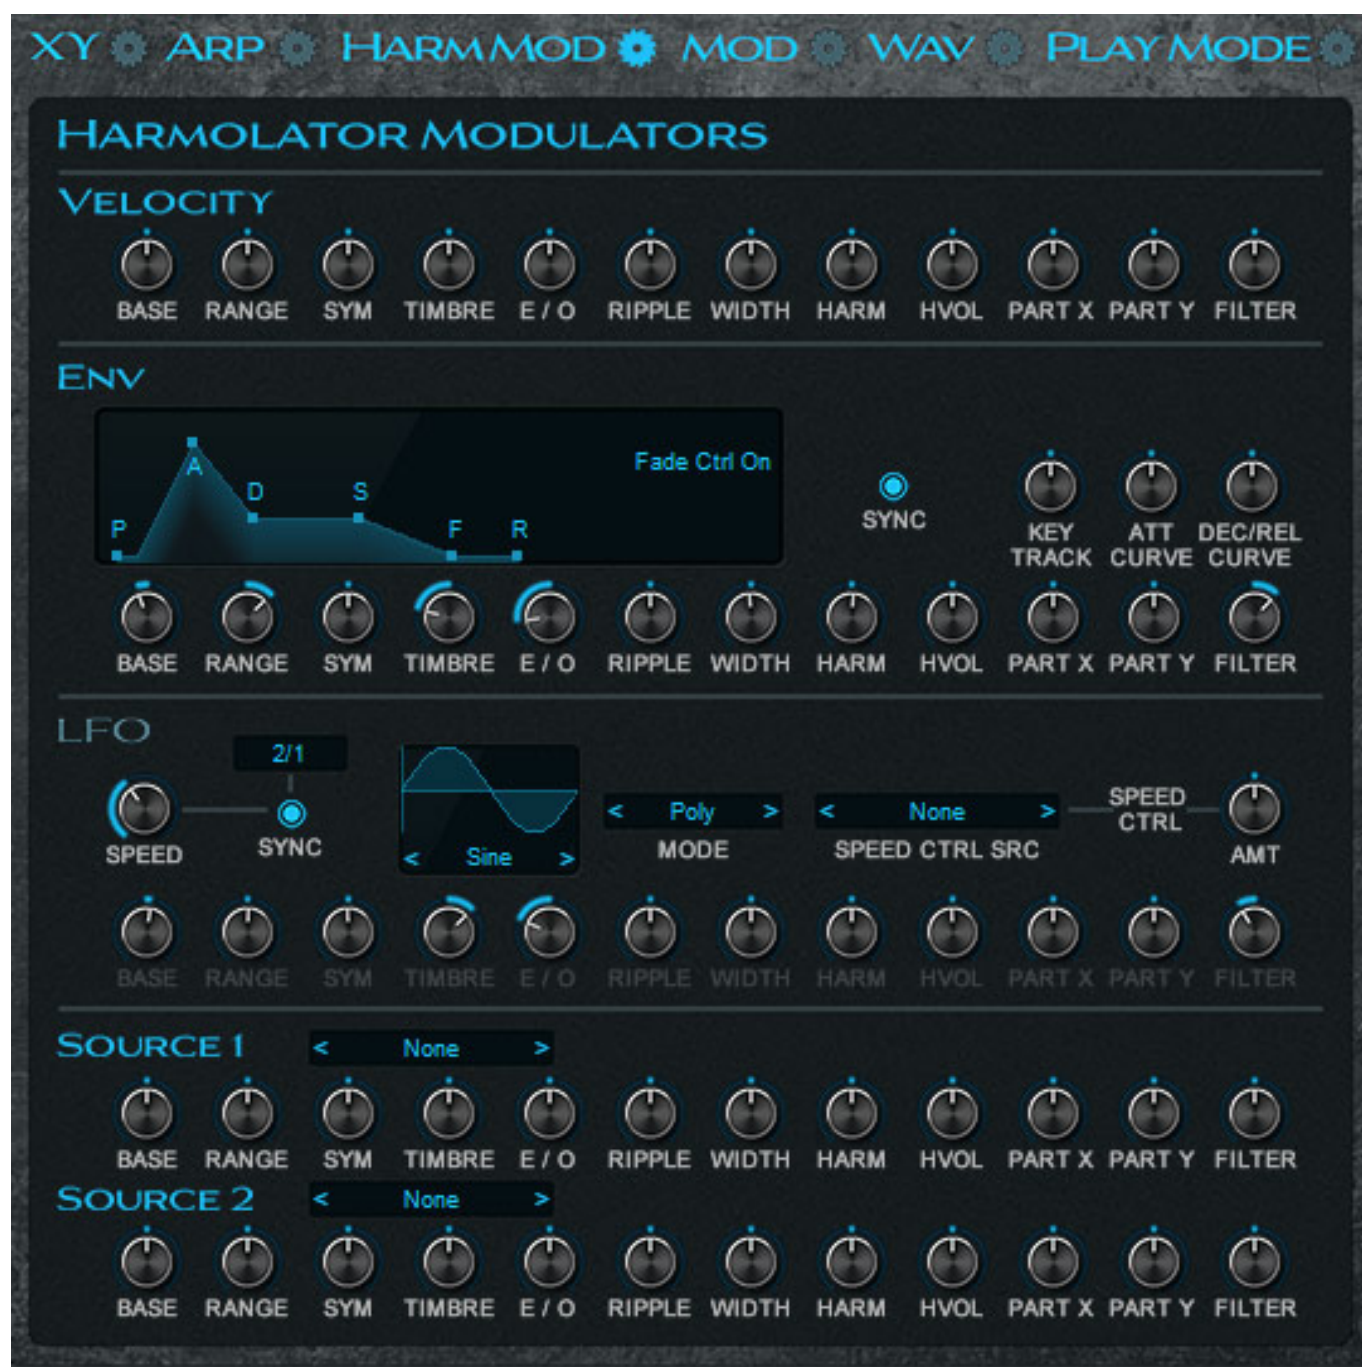 XY ARP HARM MOD MOD WAV PLAY MODE
HARMOLATOR MODULATORS
VELOCITY
BASE RANGE SYM TIMBRE E / O RIPPLE WIDTH HARM HVOL PART X PART Y FILTER
ENV
Fade Ctrl On
A
D S
P F R
SYNC
KEY TRACK ATT CURVE DEC/REL CURVE
BASE RANGE SYM TIMBRE E / O RIPPLE WIDTH HARM HVOL PART X PART Y FILTER
LFO
2/1
SPEED SYNC
< Sine >
< Poly >
MODE
< None >
SPEED CTRL SRC
SPEED
CTRL
AMT
BASE RANGE SYM TIMBRE E / O RIPPLE WIDTH HARM HVOL PART X PART Y FILTER
SOURCE 1 < None >
BASE RANGE SYM TIMBRE E / O RIPPLE WIDTH HARM HVOL PART X PART Y FILTER
SOURCE 2 < None >
BASE RANGE SYM TIMBRE E / O RIPPLE WIDTH HARM HVOL PART X PART Y FILTER